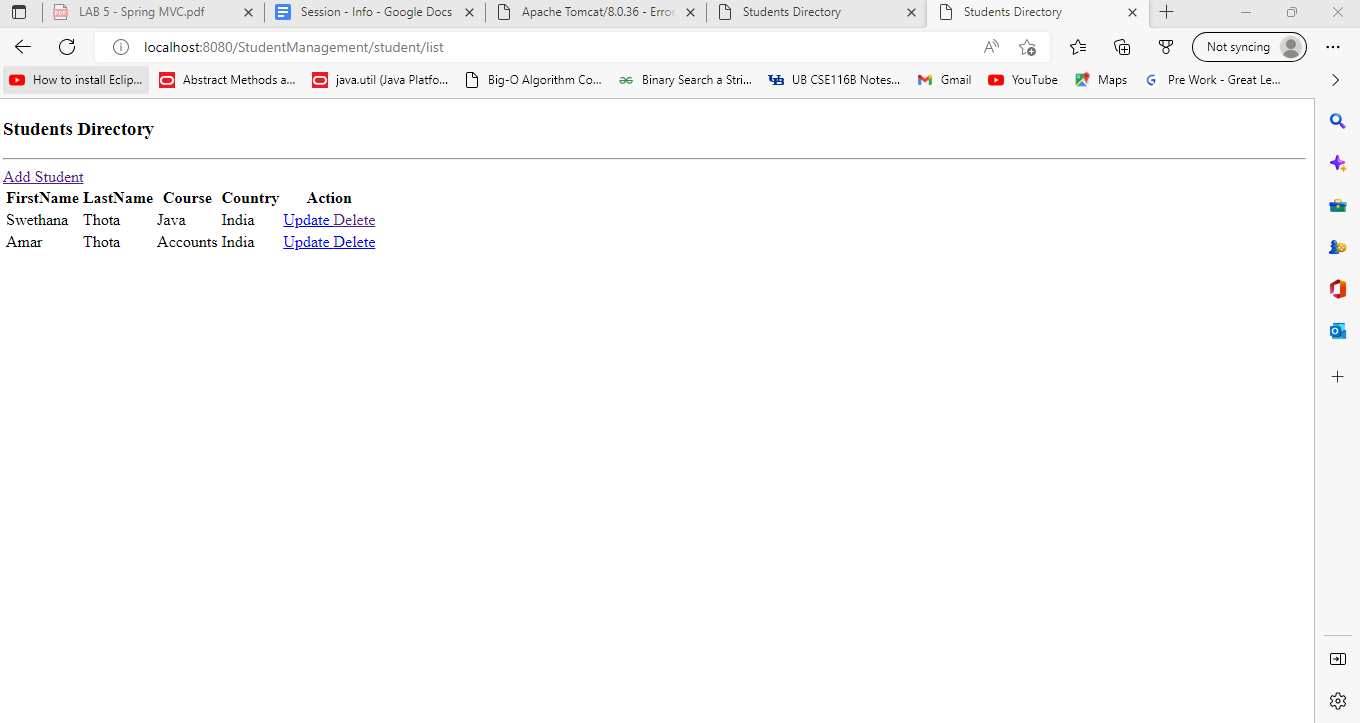 LAB 5 - Spring MVC.pdf Session - Info - Google Docs Apache Tomcat/8.0.36 - Error Students Directory Students Directory
localhost:8080/StudentManagement/student/list Not syncing
How to install Eclip... Abstract Methods a... java.util (Java Platfo... Big-O Algorithm Co... Binary Search a Stri... UB CSE116B Notes... Gmail YouTube Maps Pre Work - Great Le...
Students Directory
Add Student
FirstName LastName Course Country Action
Swethana Thota Java India Update Delete
Amar Thota Accounts India Update Delete